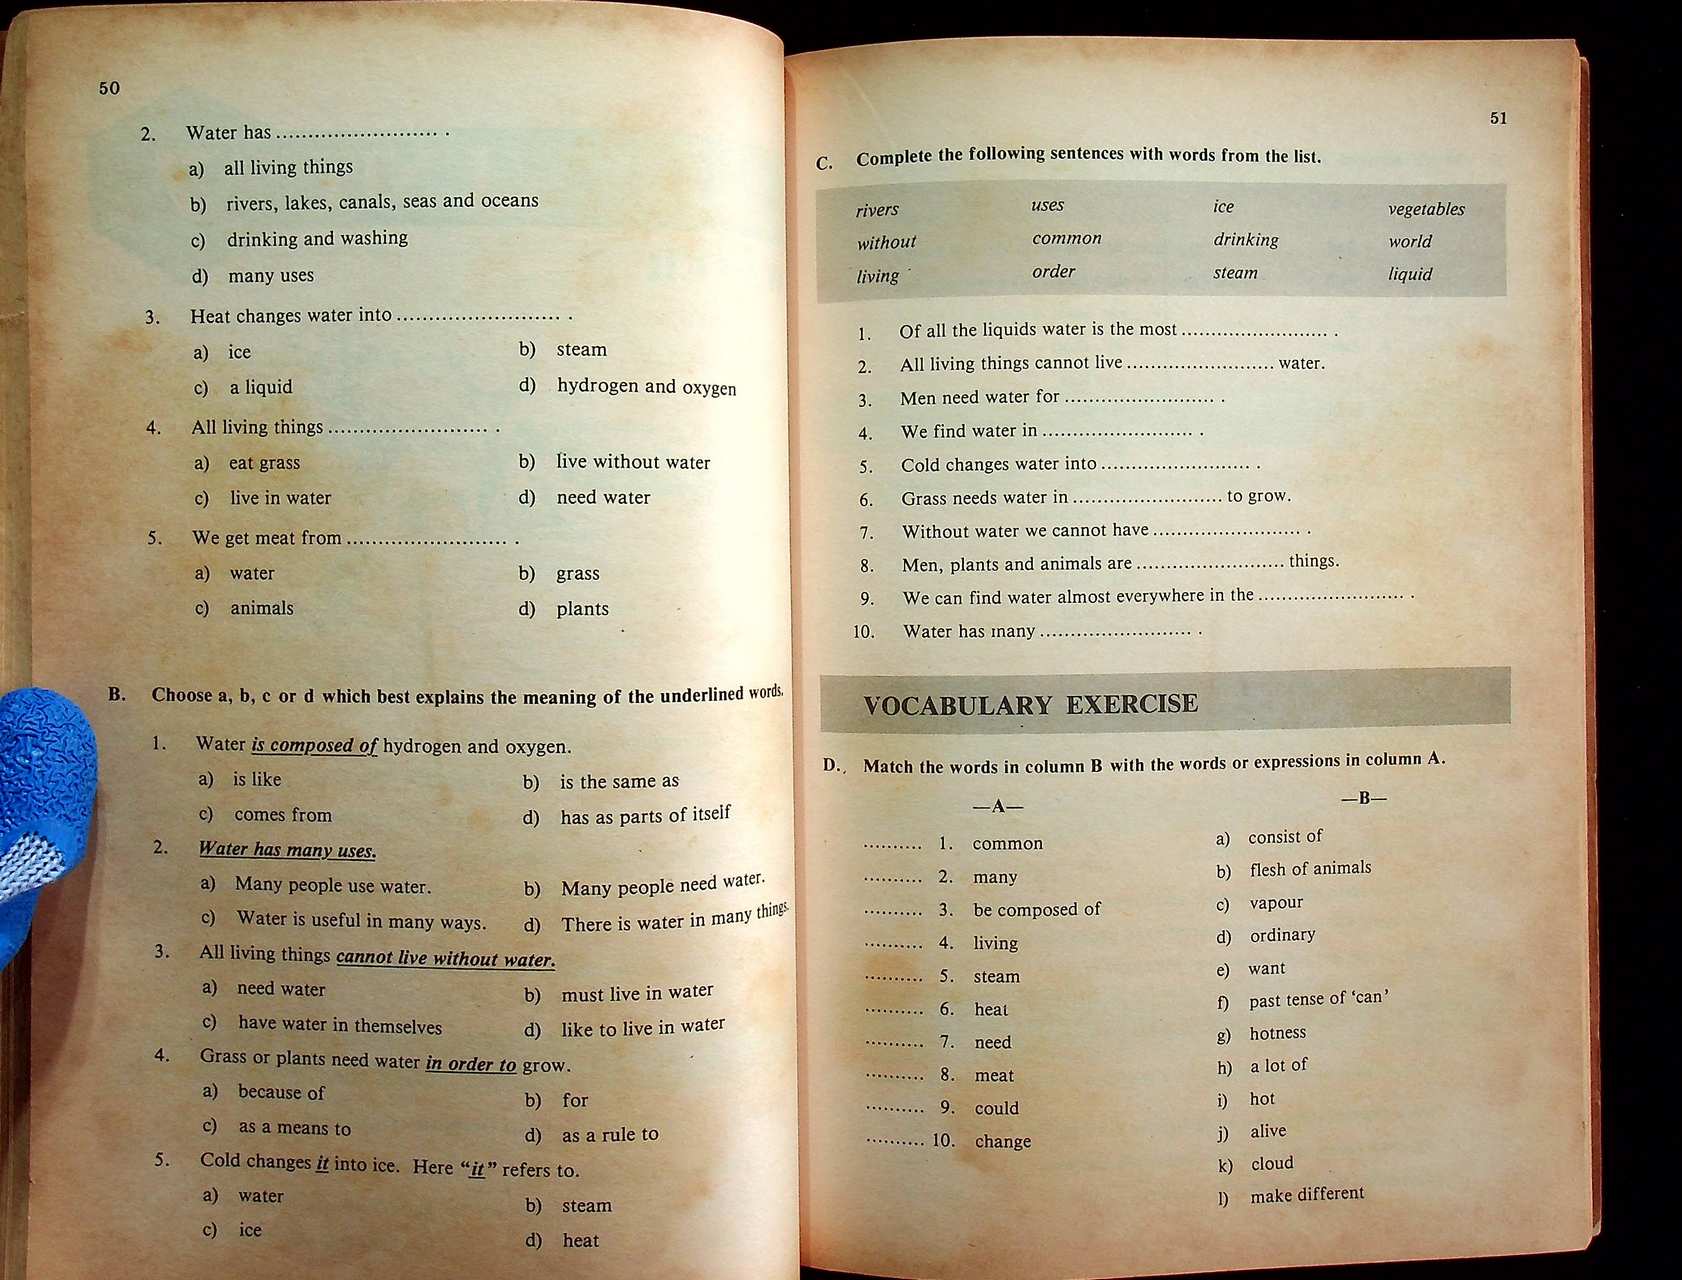 50
2. Water has ......................... .
a) all living things
b) rivers, lakes, canals, seas and oceans
c) drinking and washing
d) many uses
3. Heat changes water into ......................... .
a) ice b) steam
c) a liquid d) hydrogen and oxygen
4. All living things ......................... .
a) eat grass b) live without water
c) live in water d) need water
5. We get meat from ......................... .
a) water b) grass
c) animals d) plants
B. Choose a, b, c or d which best explains the meaning of the underlined words.
1. Water is composed of hydrogen and oxygen.
a) is like b) is the same as
c) comes from d) has as parts of itself
2. Water has many uses.
a) Many people use water. b) Many people need water.
c) Water is useful in many ways. d) There is water in many things.
3. All living things cannot live without water.
a) need water b) must live in water
c) have water in themselves d) like to live in water
4. Grass or plants need water in order to grow.
a) because of b) for
c) as a means to d) as a rule to
5. Cold changes it into ice. Here “it” refers to.
a) water b) steam
c) ice d) heat
51
C. Complete the following sentences with words from the list.
rivers uses ice vegetables
without common drinking world
living order steam liquid
1. Of all the liquids water is the most ......................... .
2. All living things cannot live ......................... water.
3. Men need water for ......................... .
4. We find water in ......................... .
5. Cold changes water into ......................... .
6. Grass needs water in ......................... to grow.
7. Without water we cannot have ......................... .
8. Men, plants and animals are ......................... things.
9. We can find water almost everywhere in the ......................... .
10. Water has many ......................... .
VOCABULARY EXERCISE
D. Match the words in column B with the words or expressions in column A.
—A— —B—
.......... 1. common a) consist of
.......... 2. many b) flesh of animals
.......... 3. be composed of c) vapour
.......... 4. living d) ordinary
.......... 5. steam e) want
.......... 6. heat f) past tense of ‘can’
.......... 7. need g) hotness
.......... 8. meat h) a lot of
.......... 9. could i) hot
.......... 10. change j) alive
k) cloud
l) make different